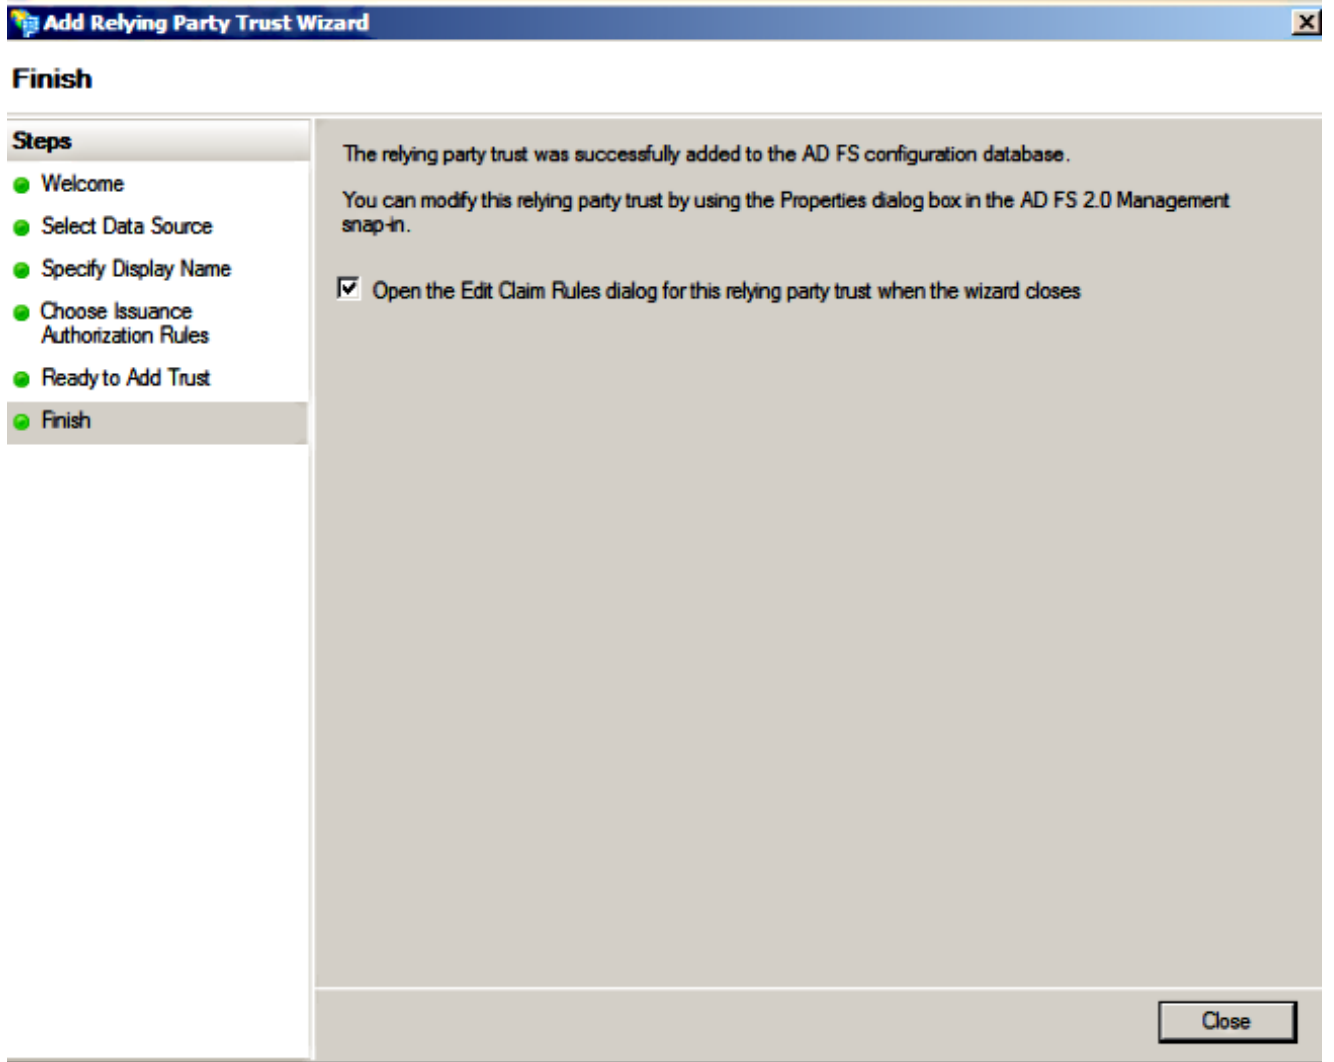 Add Relying Party Trust Wizard
Finish
Steps
Welcome
Select Data Source
Specify Display Name
Choose Issuance
Authorization Rules
Ready to Add Trust
Finish
The relying party trust was successfully added to the AD FS configuration database.
You can modify this relying party trust by using the Properties dialog box in the AD FS 2.0 Management
snap-in.
Open the Edit Claim Rules dialog for this relying party trust when the wizard closes
Close